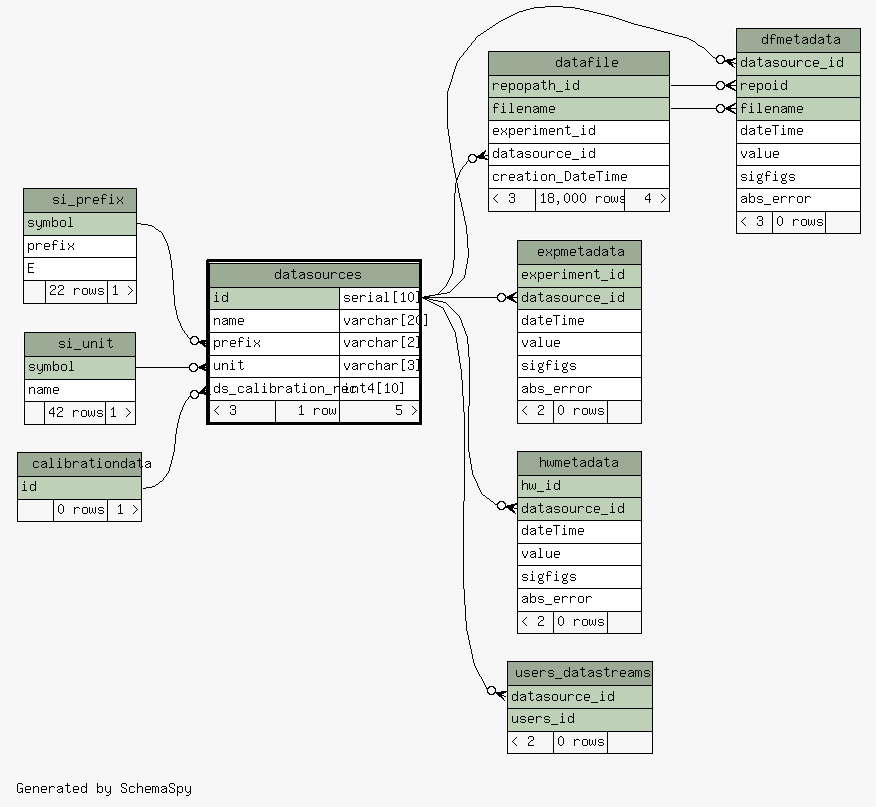 si_prefix
symbol
prefix
E
22 rows 1 >
si_unit
symbol
name
42 rows 1 >
calibrationdata
id
0 rows 1 >
datasources
id serial[10]
name varchar[20]
prefix varchar[2]
unit varchar[3]
int4[10]
< 3 1 row 5 >
datafile
repopath_id
filename
experiment_id
datasource_id
creation_DateTime
< 3 18,000 rows 4 >
dfmetadata
datasource_id
repoid
filename
dateTime
value
sigfigs
abs_error
< 3 0 rows
expmetadata
experiment_id
datasource_id
dateTime
value
sigfigs
abs_error
< 2 0 rows
hwmetadata
hw_id
datasource_id
dateTime
value
sigfigs
abs_error
< 2 0 rows
users_datastreams
datasource_id
users_id
< 2 0 rows
Generated by SchemaSpy